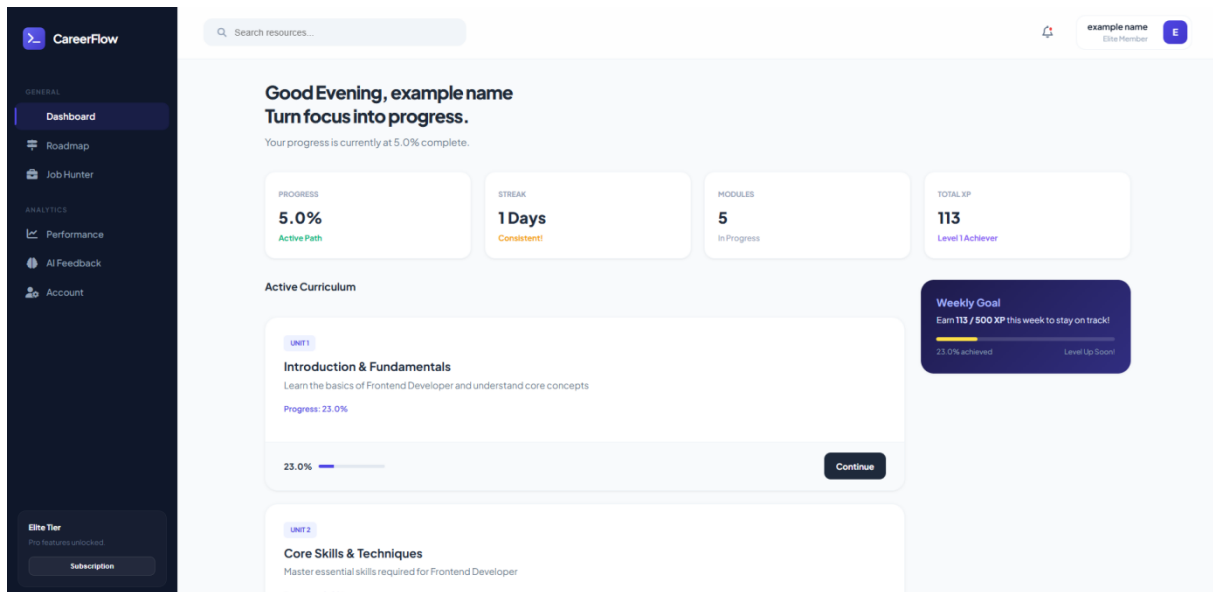 CareerFlow
GENERAL
Dashboard
Roadmap
Job Hunter
ANALYTICS
Performance
AI Feedback
Account
Elite Tier
Pro features unlocked.
Subscription
Search resources...
example name
Elite Member
E
Good Evening, example name
Turn focus into progress.
Your progress is currently at 5.0% complete.
PROGRESS
5.0%
Active Path
STREAK
1 Days
Consistent!
MODULES
5
In Progress
TOTAL XP
113
Level 1 Achiever
Active Curriculum
UNIT 1
Introduction & Fundamentals
Learn the basics of Frontend Developer and understand core concepts
Progress: 23.0%
23.0%
Continue
UNIT 2
Core Skills & Techniques
Master essential skills required for Frontend Developer
Weekly Goal
Earn 113 / 500 XP this week to stay on track!
23.0% achieved
Level Up Soon!